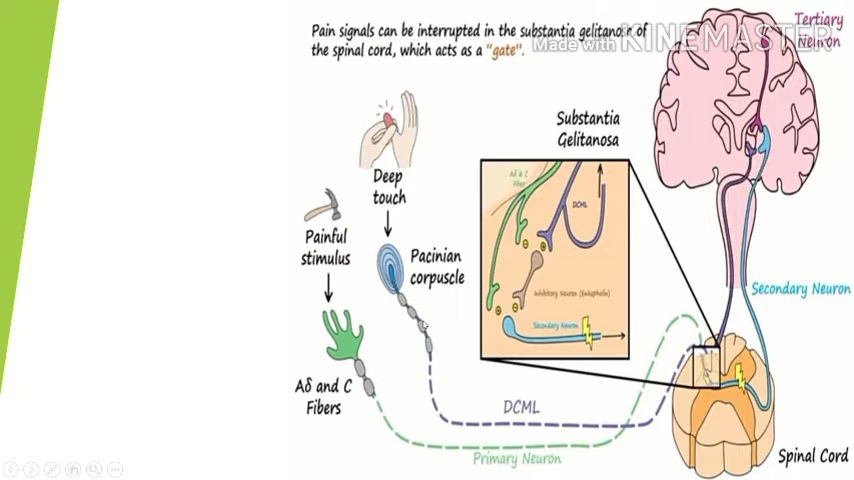 Pain signals can be interrupted in the substantia gelitanosa of
the spinal cord, which acts as a "gate".
Made with KINEMASTER
Tertiary
Neuron
Substantia
Gelitanosa
Deep
touch
Painful
stimulus
Pacinian
corpuscle
Aδ & C
Fiber
DCML
Inhibitory Neuron (Enkephelin)
Secondary Neuron
Secondary Neuron
Aδ and C
Fibers
DCML
Primary Neuron
Spinal Cord